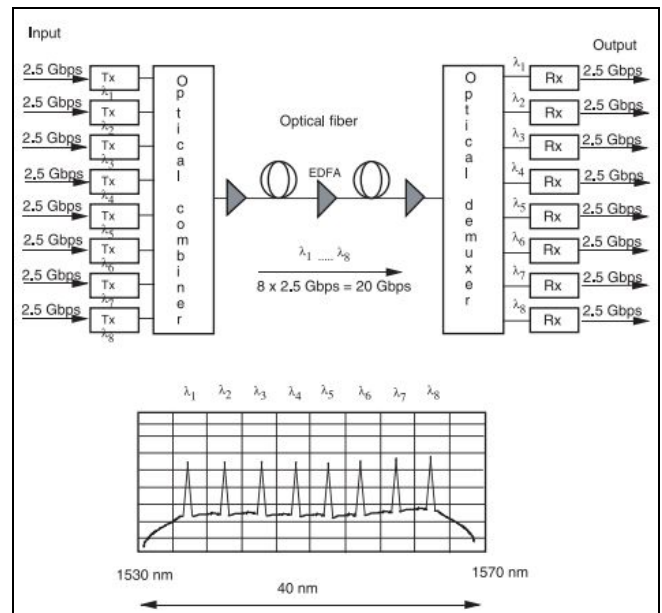 Input
Output
2.5 Gbps Tx λ1
2.5 Gbps Tx λ2
2.5 Gbps Tx λ3
2.5 Gbps Tx λ4
2.5 Gbps Tx λ5
2.5 Gbps Tx λ6
2.5 Gbps Tx λ7
2.5 Gbps Tx λ8
Optical combiner
Optical fiber
EDFA
λ1 ..... λ8
8 x 2.5 Gbps = 20 Gbps
Optical demuxer
λ1 Rx 2.5 Gbps
λ2 Rx 2.5 Gbps
λ3 Rx 2.5 Gbps
λ4 Rx 2.5 Gbps
λ5 Rx 2.5 Gbps
λ6 Rx 2.5 Gbps
λ7 Rx 2.5 Gbps
λ8 Rx 2.5 Gbps
λ1 λ2 λ3 λ4 λ5 λ6 λ7 λ8
1530 nm 1570 nm
40 nm